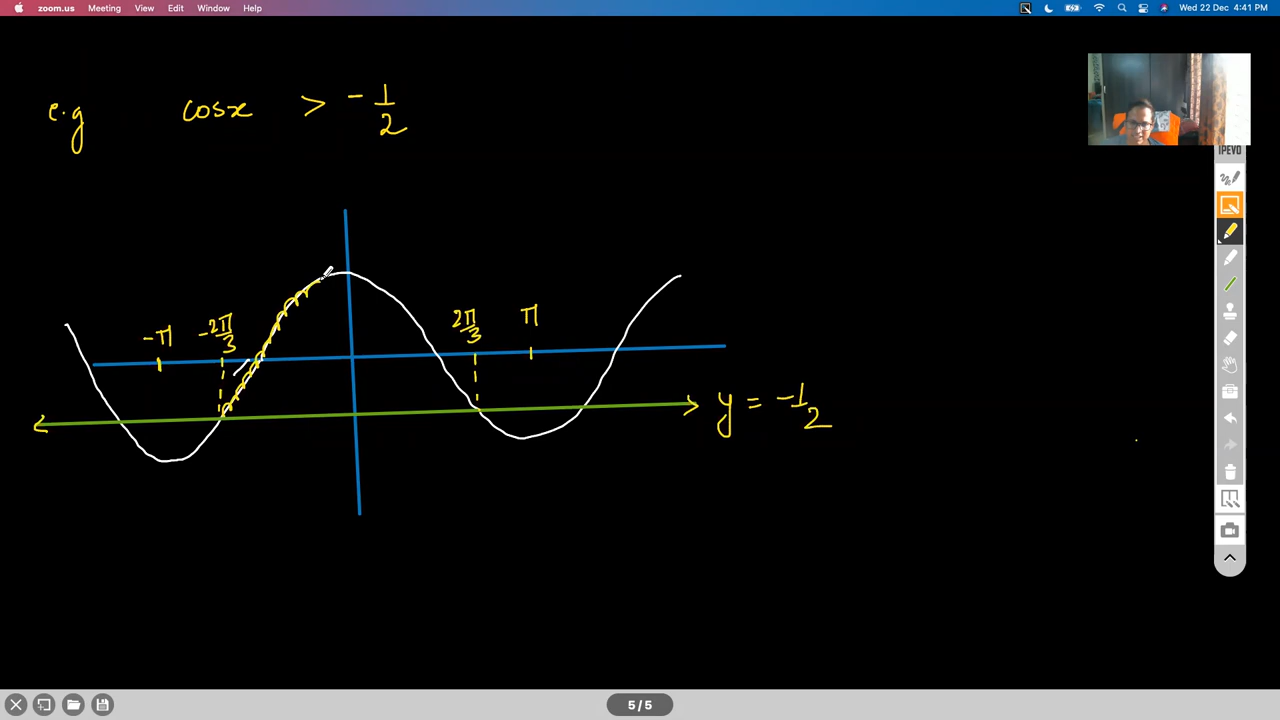 zoom.us Meeting View Edit Window Help Wed 22 Dec 4:41 PM
e.g cosx > -1/2
IPEVO
-π -2π/3 2π/3 π
y = -1/2
5 / 5